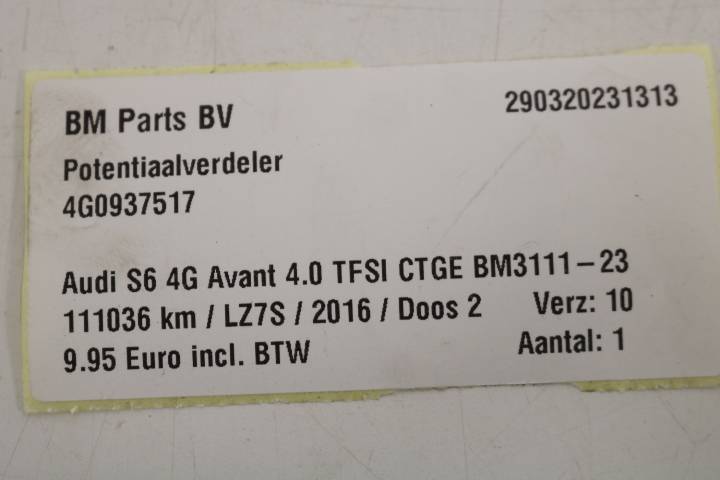 BM Parts BV 290320231313
Potentiaalverdeler
4G0937517
Audi S6 4G Avant 4.0 TFSI CTGE BM3111-23
111036 km / LZ7S / 2016 / Doos 2 Verz: 10
9.95 Euro incl. BTW Aantal: 1